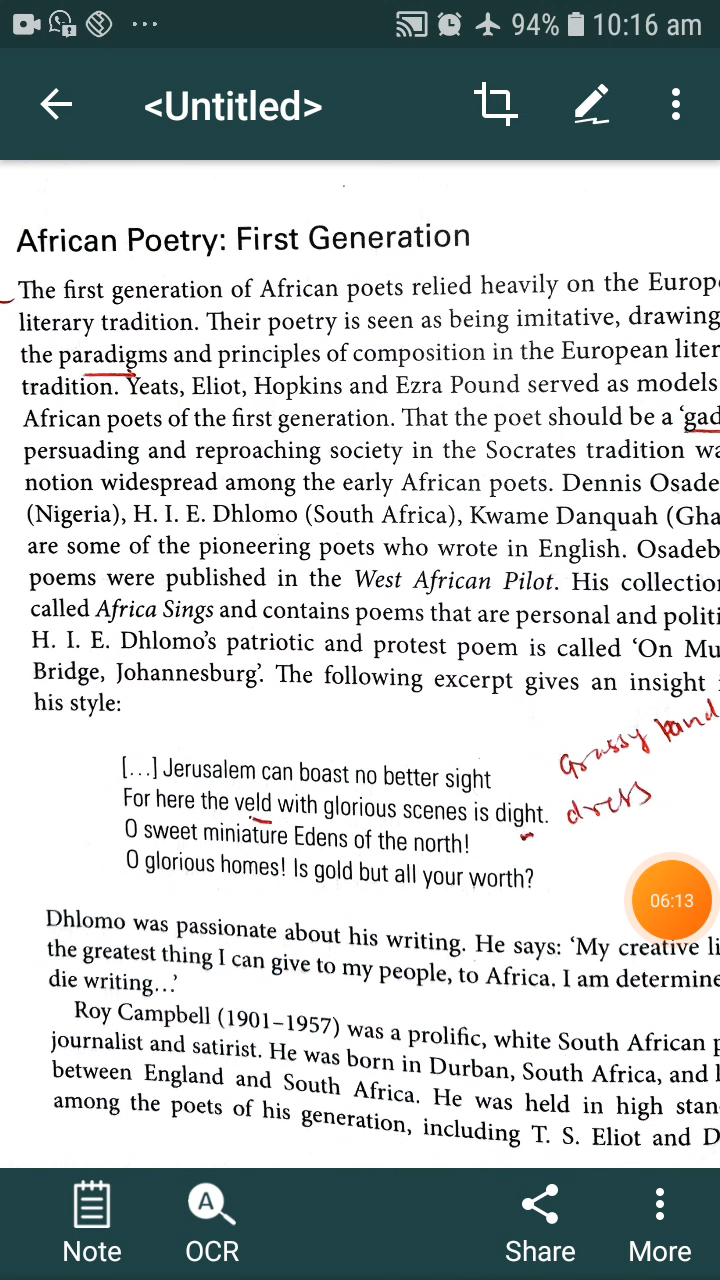 94% 10:16 am
<Untitled>
African Poetry: First Generation
The first generation of African poets relied heavily on the Europe
literary tradition. Their poetry is seen as being imitative, drawing
the paradigms and principles of composition in the European liter
tradition. Yeats, Eliot, Hopkins and Ezra Pound served as models
African poets of the first generation. That the poet should be a ‘gad
persuading and reproaching society in the Socrates tradition wa
notion widespread among the early African poets. Dennis Osade
(Nigeria), H. I. E. Dhlomo (South Africa), Kwame Danquah (Gha
are some of the pioneering poets who wrote in English. Osadeb
poems were published in the West African Pilot. His collection
called Africa Sings and contains poems that are personal and politi
H. I. E. Dhlomo’s patriotic and protest poem is called ‘On Mu
Bridge, Johannesburg’. The following excerpt gives an insight i
his style:
Grassy land
[…] Jerusalem can boast no better sight
For here the veld with glorious scenes is dight. dress
O sweet miniature Edens of the north!
O glorious homes! Is gold but all your worth?
06:13
Dhlomo was passionate about his writing. He says: ‘My creative li
the greatest thing I can give to my people, to Africa. I am determine
die writing…’
Roy Campbell (1901–1957) was a prolific, white South African p
journalist and satirist. He was born in Durban, South Africa, and l
between England and South Africa. He was held in high stan
among the poets of his generation, including T. S. Eliot and D
A
Note OCR Share More